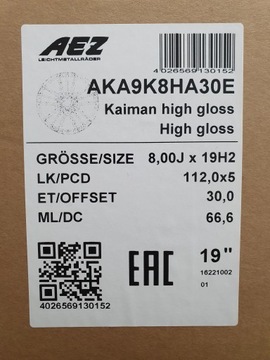 AEZ
LEICHTMETALLRÄDER
4026569130152
AKA9K8HA30E
Kaiman high gloss
High gloss
GRÖSSE/SIZE 8,00J x 19H2
LK/PCD 112,0x5
ET/OFFSET 30,0
ML/DC 66,6
EAC 19"
16221002
01
4026569130152